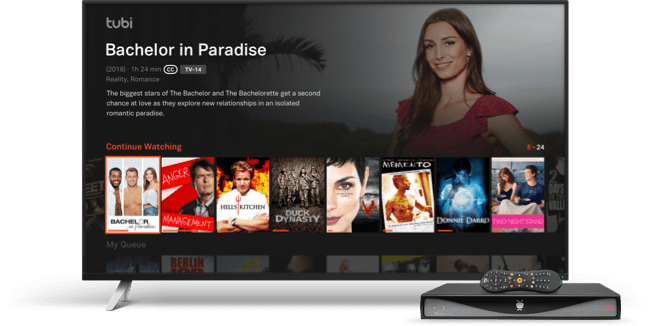 tubi
Bachelor in Paradise
(2018) · 1h 24 min CC TV-14
Reality, Romance
The biggest stars of The Bachelor and The Bachelorette get a second
chance at love as they explore new relationships in an isolated
romantic paradise.
Continue Watching
8 - 24
BACHELOR
in Paradise
ANGER
MANAGEMENT
HELL'S KITCHEN
DUCK
DYNASTY
V
MEMENTO
DONNIE DARKO
TWO NIGHT STAND
My Queue
BERLIN